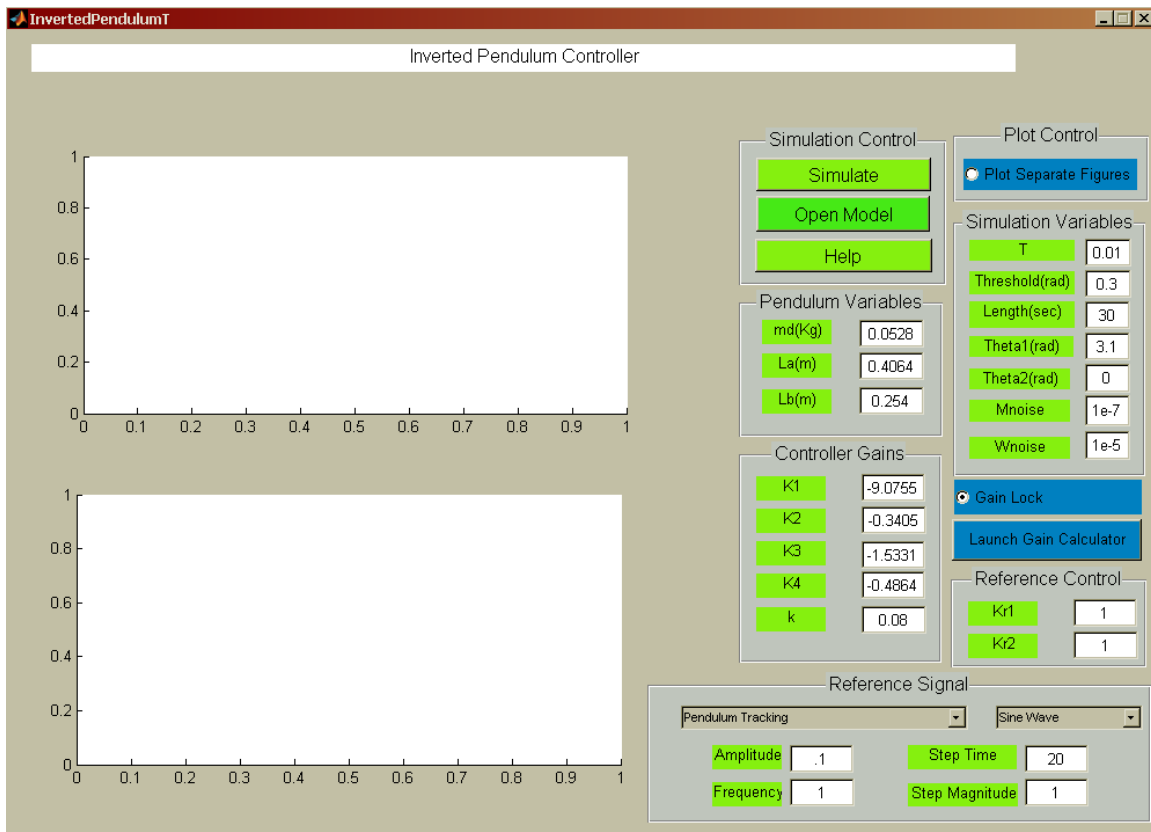 InvertedPendulumT
Inverted Pendulum Controller
1
0.8
0.6
0.4
0.2
0
0 0.1 0.2 0.3 0.4 0.5 0.6 0.7 0.8 0.9 1
1
0.8
0.6
0.4
0.2
0
0 0.1 0.2 0.3 0.4 0.5 0.6 0.7 0.8 0.9 1
Simulation Control
Simulate
Open Model
Help
Pendulum Variables
md(Kg) 0.0528
La(m) 0.4064
Lb(m) 0.254
Controller Gains
K1 -9.0755
K2 -0.3405
K3 -1.5331
K4 -0.4864
k 0.08
Plot Control
Plot Separate Figures
Simulation Variables
T 0.01
Threshold(rad) 0.3
Length(sec) 30
Theta1(rad) 3.1
Theta2(rad) 0
Mnoise 1e-7
Wnoise 1e-5
Gain Lock
Launch Gain Calculator
Reference Control
Kr1 1
Kr2 1
Reference Signal
Pendulum Tracking Sine Wave
Amplitude .1 Step Time 20
Frequency 1 Step Magnitude 1